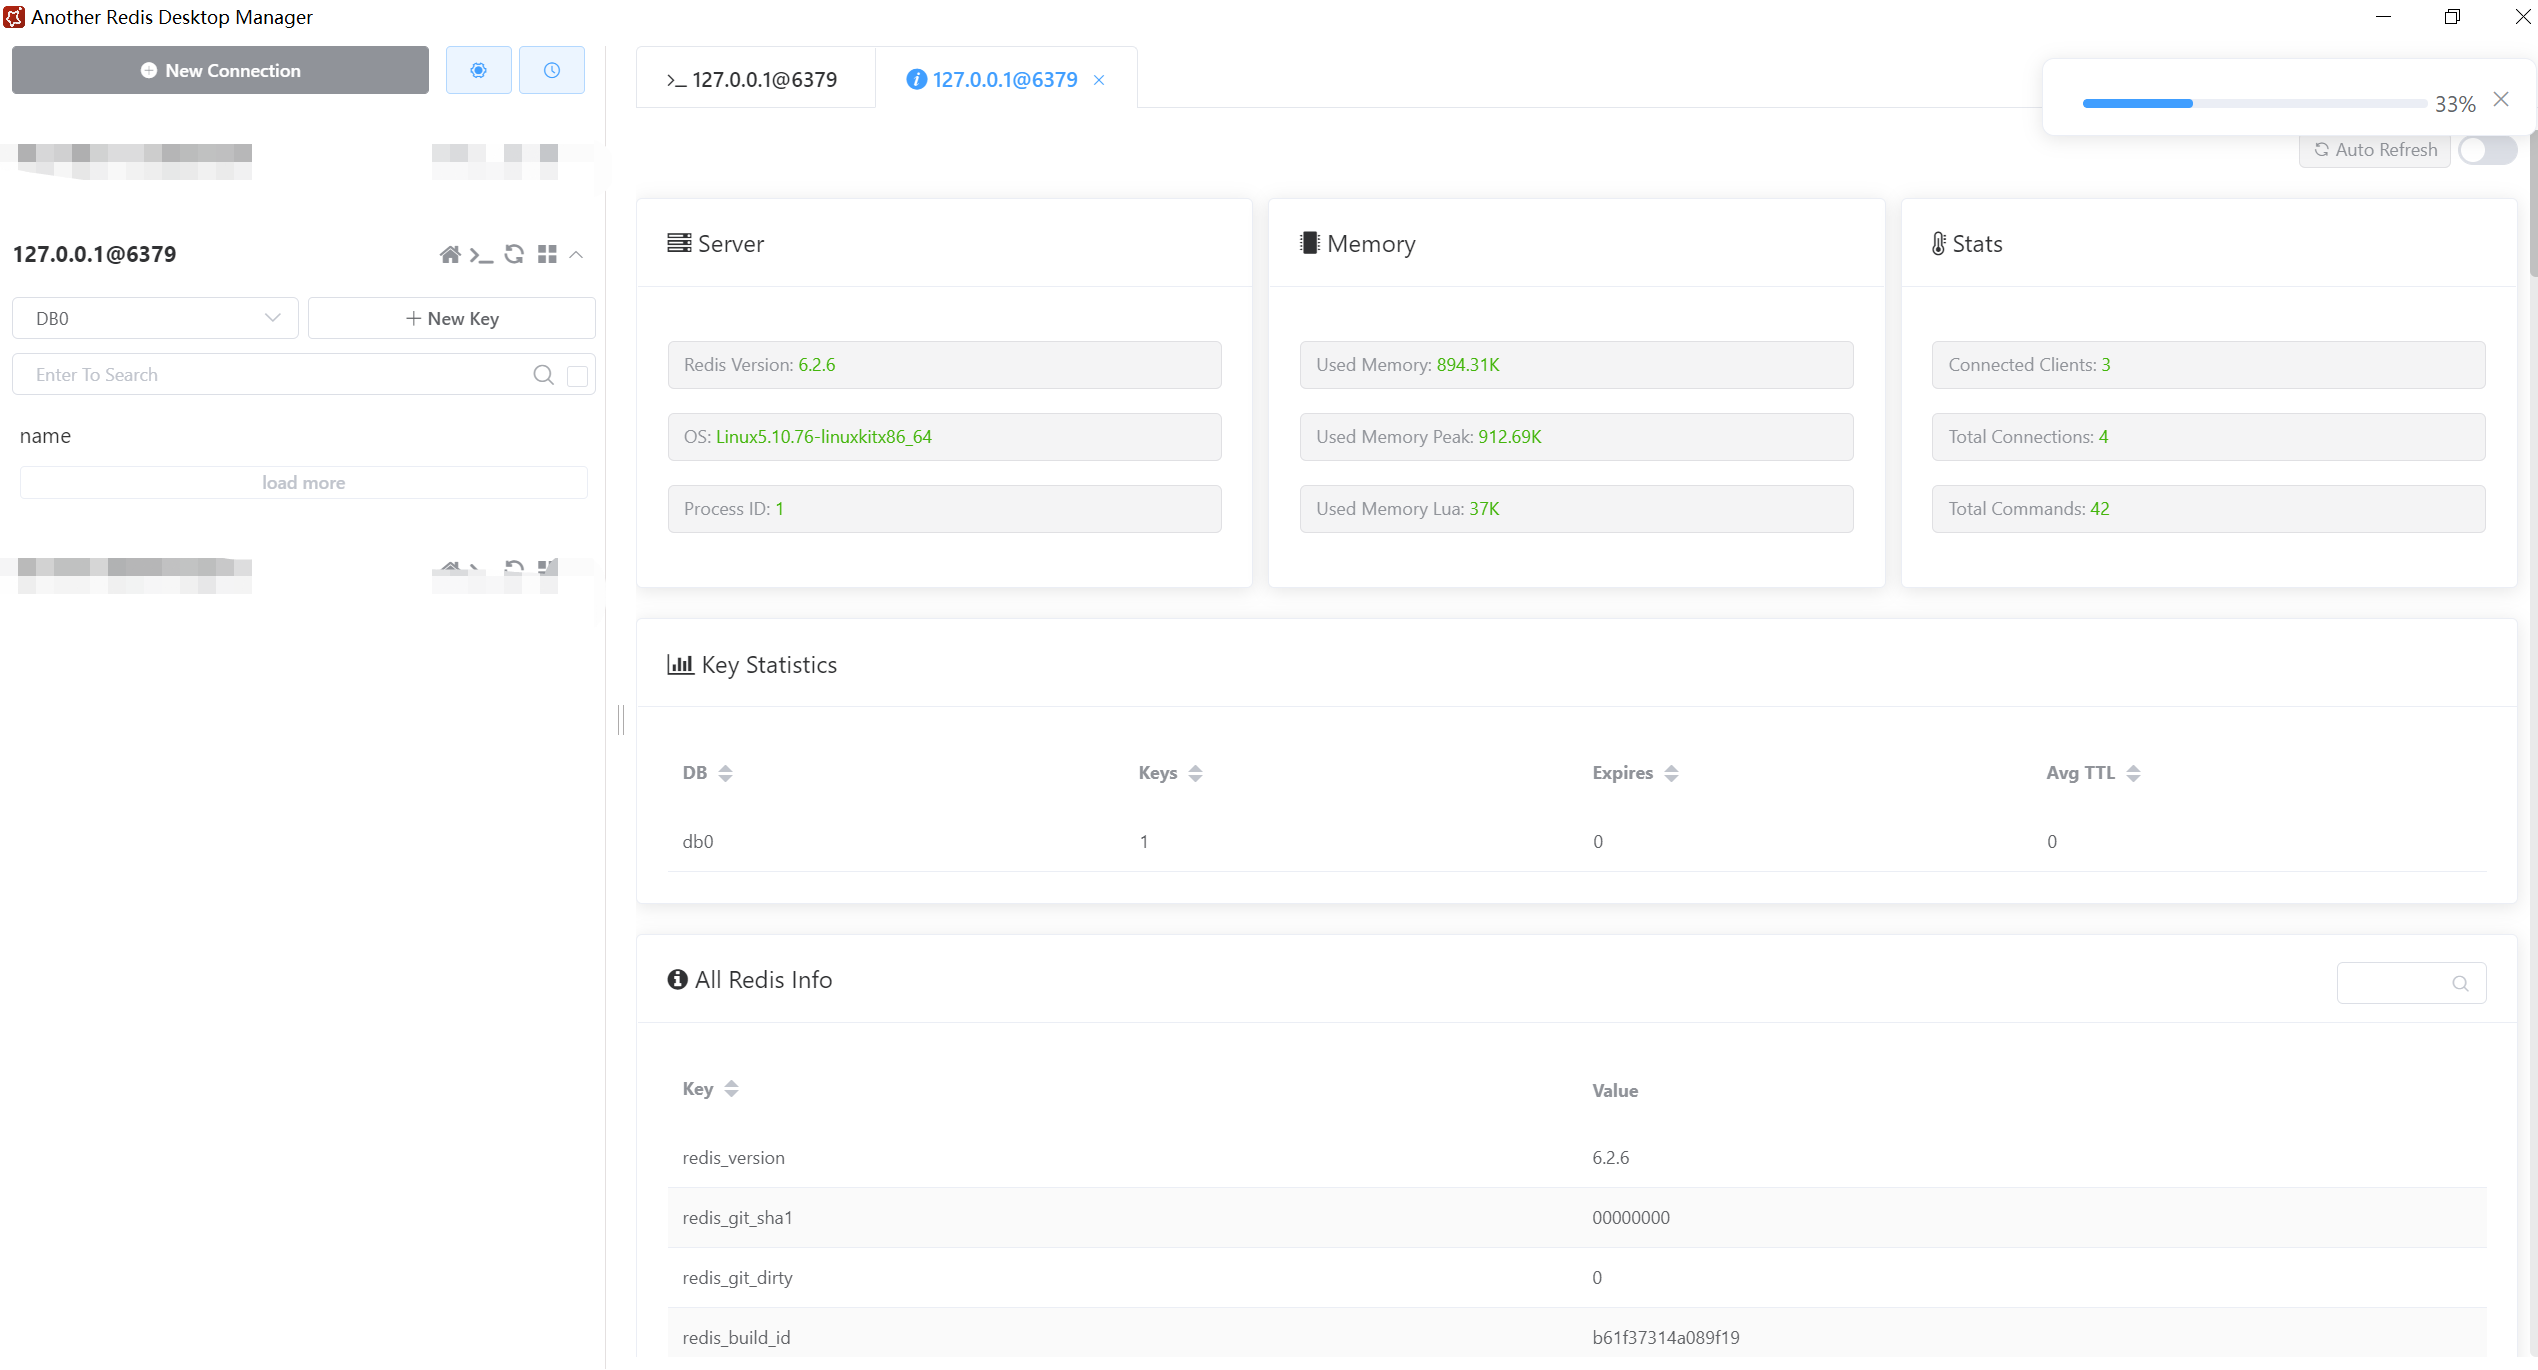 Another Redis Desktop Manager
New Connection
127.0.0.1@6379
DB0
New Key
Enter To Search
name
load more
>_ 127.0.0.1@6379
127.0.0.1@6379
33%
Auto Refresh
Server
Redis Version: 6.2.6
OS: Linux5.10.76-linuxkitx86_64
Process ID: 1
Memory
Used Memory: 894.31K
Used Memory Peak: 912.69K
Used Memory Lua: 37K
Stats
Connected Clients: 3
Total Connections: 4
Total Commands: 42
Key Statistics
DB Keys Expires Avg TTL
db0 1 0 0
All Redis Info
Key Value
redis_version 6.2.6
redis_git_sha1 00000000
redis_git_dirty 0
redis_build_id b61f37314a089f19